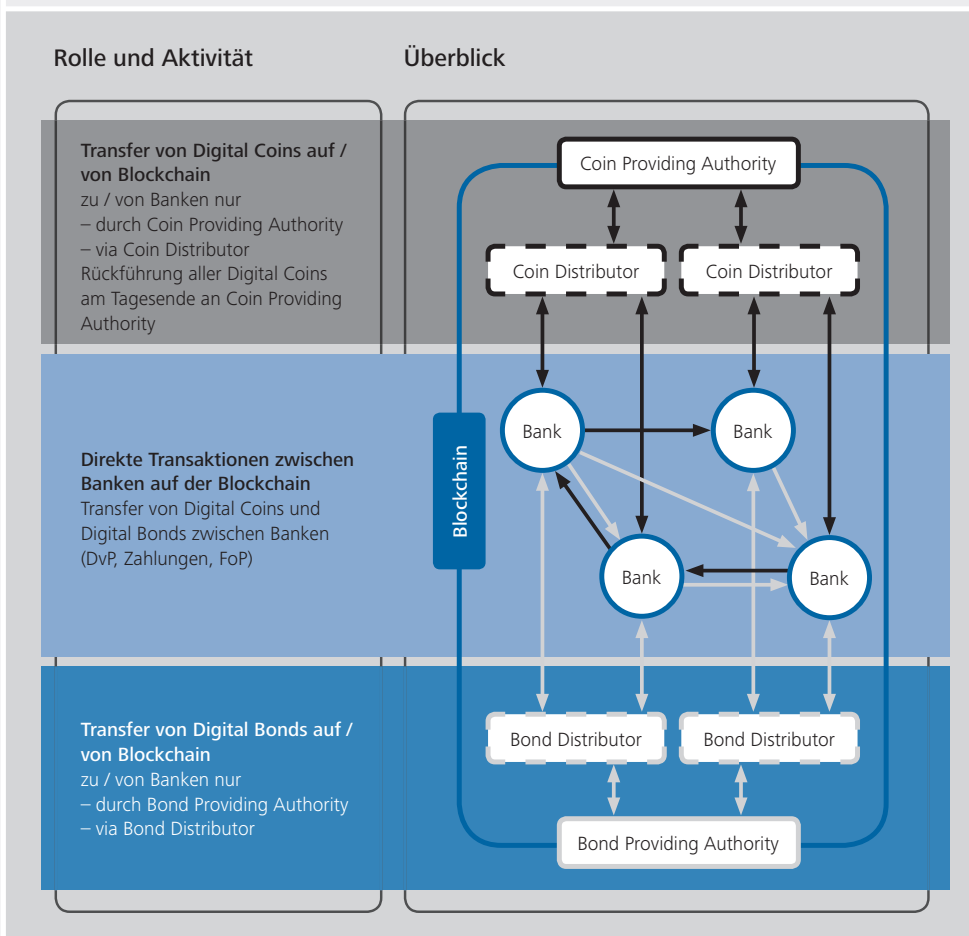 Rolle und Aktivität
Überblick
Transfer von Digital Coins auf /
von Blockchain
zu / von Banken nur
– durch Coin Providing Authority
– via Coin Distributor
Rückführung aller Digital Coins
am Tagesende an Coin Providing
Authority
Coin Providing Authority
Coin Distributor
Coin Distributor
Direkte Transaktionen zwischen
Banken auf der Blockchain
Transfer von Digital Coins und
Digital Bonds zwischen Banken
(DvP, Zahlungen, FoP)
Blockchain
Bank
Bank
Bank
Bank
Transfer von Digital Bonds auf /
von Blockchain
zu / von Banken nur
– durch Bond Providing Authority
– via Bond Distributor
Bond Distributor
Bond Distributor
Bond Providing Authority